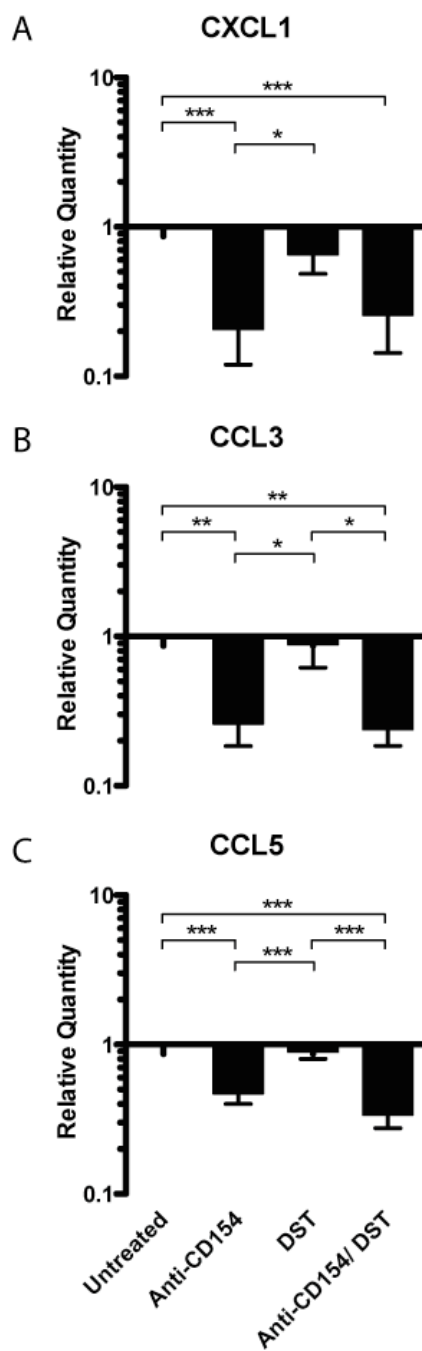 A
CXCL1
10
***
***
*
1
0.1
Relative Quantity
B
CCL3
10
**
**
*
*
1
0.1
Relative Quantity
C
CCL5
10
***
***
***
***
1
0.1
Relative Quantity
Untreated
Anti-CD154
DST
Anti-CD154/ DST